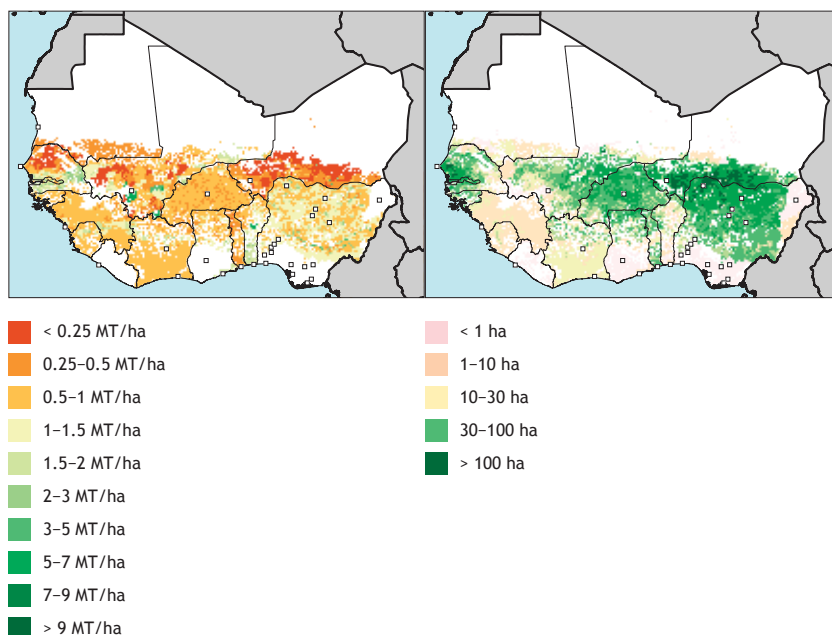 < 0.25 MT/ha
0.25–0.5 MT/ha
0.5–1 MT/ha
1–1.5 MT/ha
1.5–2 MT/ha
2–3 MT/ha
3–5 MT/ha
5–7 MT/ha
7–9 MT/ha
> 9 MT/ha
< 1 ha
1–10 ha
10–30 ha
30–100 ha
> 100 ha